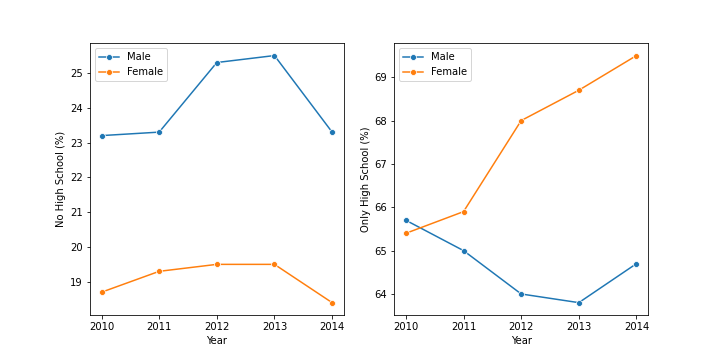 Male
Female
25
24
23
22
21
20
19
No High School (%)
2010 2011 2012 2013 2014
Year
Male
Female
69
68
67
66
65
64
Only High School (%)
2010 2011 2012 2013 2014
Year